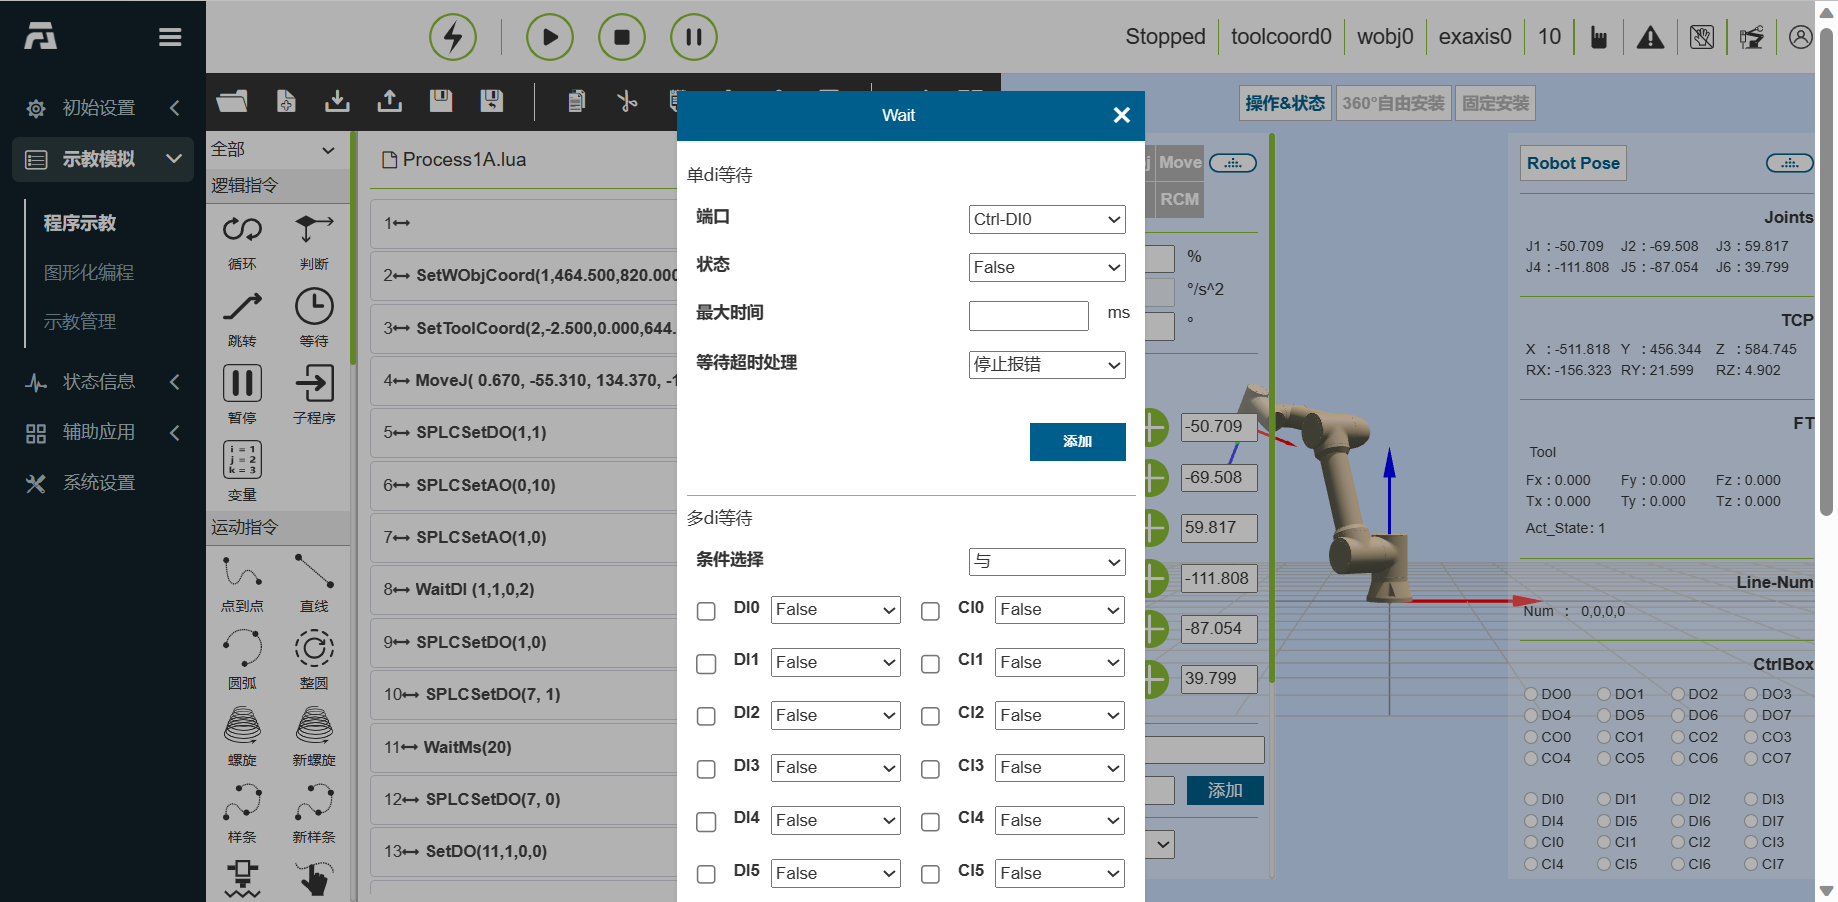 Stopped
toolcoord0
wobj0
exaxis0
10
初始设置
示教模拟
程序示教
图形化编程
示教管理
状态信息
辅助应用
系统设置
全部
逻辑指令
循环
判断
跳转
等待
暂停
子程序
i = 1
j = 2
k = 3
变量
运动指令
点到点
直线
圆弧
整圆
螺旋
新螺旋
样条
新样条
Process1A.lua
1
2 SetWObjCoord(1,464.500,820.000
3 SetToolCoord(2,-2.500,0.000,644.
4 MoveJ( 0.670, -55.310, 134.370, -1
5 SPLCSetDO(1,1)
6 SPLCSetAO(0,10)
7 SPLCSetAO(1,0)
8 WaitDI (1,1,0,2)
9 SPLCSetDO(1,0)
10 SPLCSetDO(7, 1)
11 WaitMs(20)
12 SPLCSetDO(7, 0)
13 SetDO(11,1,0,0)
Wait
单di等待
端口 Ctrl-DI0
状态 False
最大时间 ms
等待超时处理 停止报错
添加
多di等待
条件选择 与
DI0 False CI0 False
DI1 False CI1 False
DI2 False CI2 False
DI3 False CI3 False
DI4 False CI4 False
DI5 False CI5 False
j Move
RCM
%
°/s^2
°
-50.709
-69.508
59.817
-111.808
-87.054
39.799
添加
操作&状态 360°自由安装 固定安装
Robot Pose
Joints
J1 : -50.709 J2 : -69.508 J3 : 59.817
J4 : -111.808 J5 : -87.054 J6 : 39.799
TCP
X : -511.818 Y : 456.344 Z : 584.745
RX: -156.323 RY: 21.599 RZ: 4.902
FT
Tool
Fx : 0.000 Fy : 0.000 Fz : 0.000
Tx : 0.000 Ty : 0.000 Tz : 0.000
Act_State: 1
Line-Num
Num : 0,0,0,0
CtrlBox
DO0 DO1 DO2 DO3
DO4 DO5 DO6 DO7
CO0 CO1 CO2 CO3
CO4 CO5 CO6 CO7
DI0 DI1 DI2 DI3
DI4 DI5 DI6 DI7
CI0 CI1 CI2 CI3
CI4 CI5 CI6 CI7